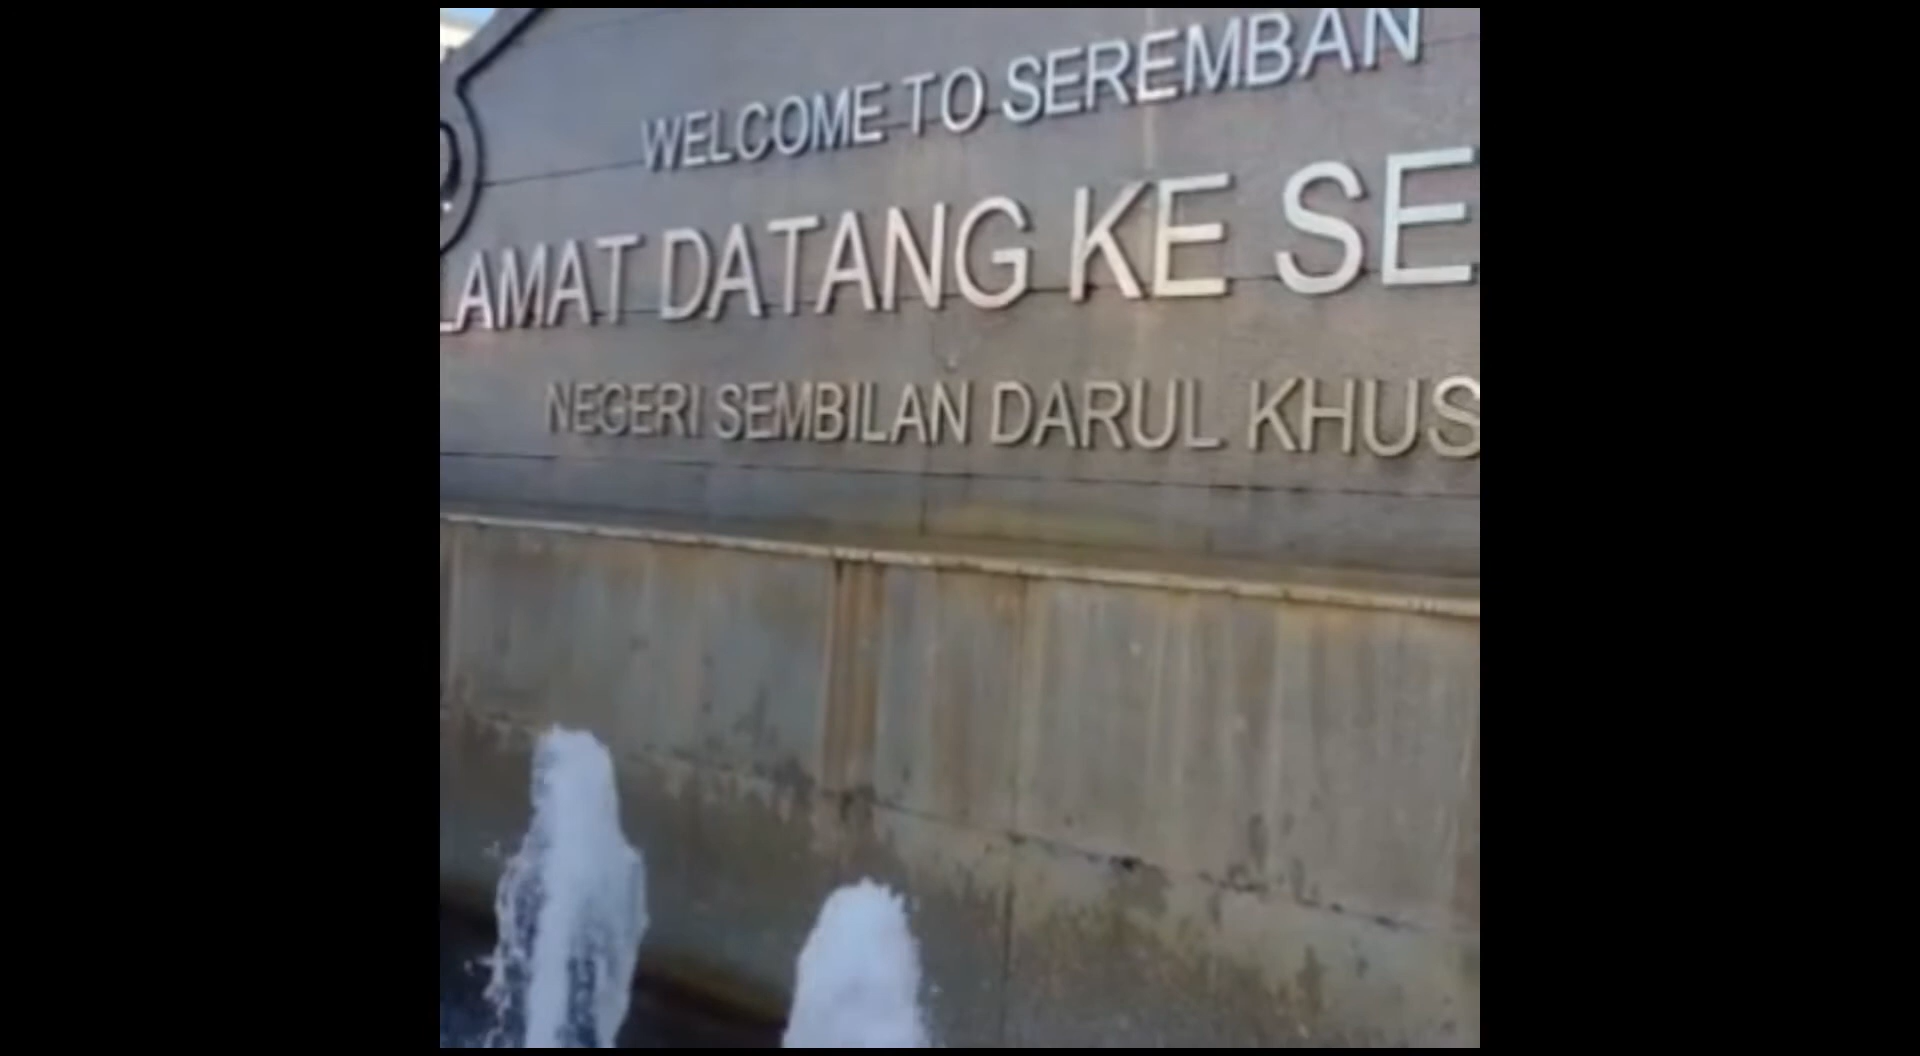 WELCOME TO SEREMBAN
LAMAT DATANG KE SE
NEGERI SEMBILAN DARUL KHUS